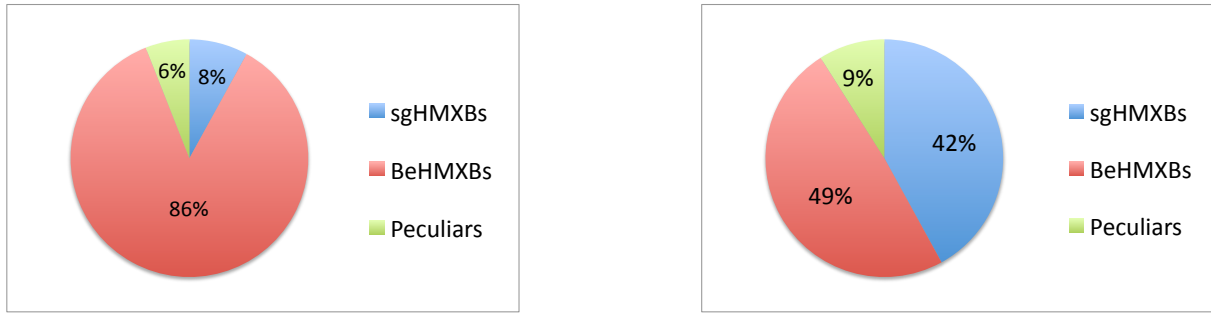 6%
8%
86%
sgHMXBs
BeHMXBs
Peculiars
9%
42%
49%
sgHMXBs
BeHMXBs
Peculiars